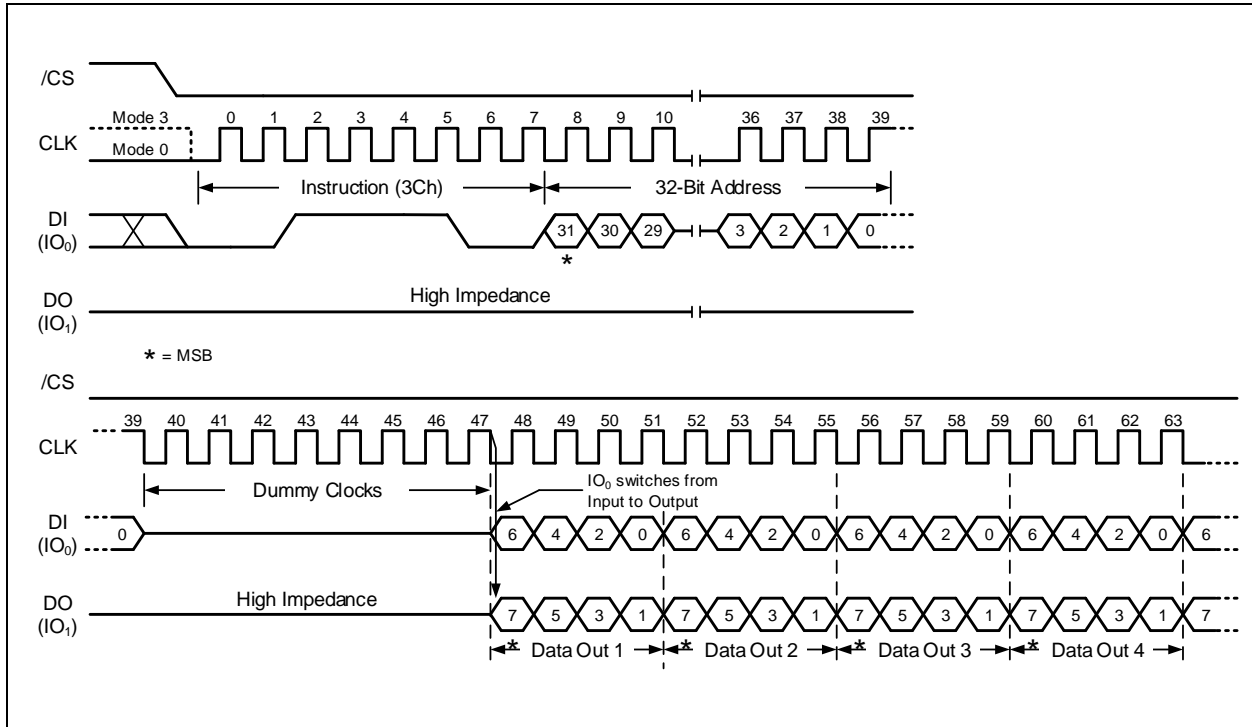 /CS
Mode 3 0 1 2 3 4 5 6 7 8 9 10 36 37 38 39
CLK
Mode 0
Instruction (3Ch) 32-Bit Address
DI
(IO₀)
31 30 29 3 2 1 0
*
High Impedance
DO
(IO₁)
* = MSB
/CS
39 40 41 42 43 44 45 46 47 48 49 50 51 52 53 54 55 56 57 58 59 60 61 62 63
CLK
Dummy Clocks
IO₀ switches from
Input to Output
DI
(IO₀)
0 6 4 2 0 6 4 2 0 6 4 2 0 6 4 2 0 6
High Impedance
DO
(IO₁)
7 5 3 1 7 5 3 1 7 5 3 1 7 5 3 1 7
* Data Out 1 * Data Out 2 * Data Out 3 * Data Out 4